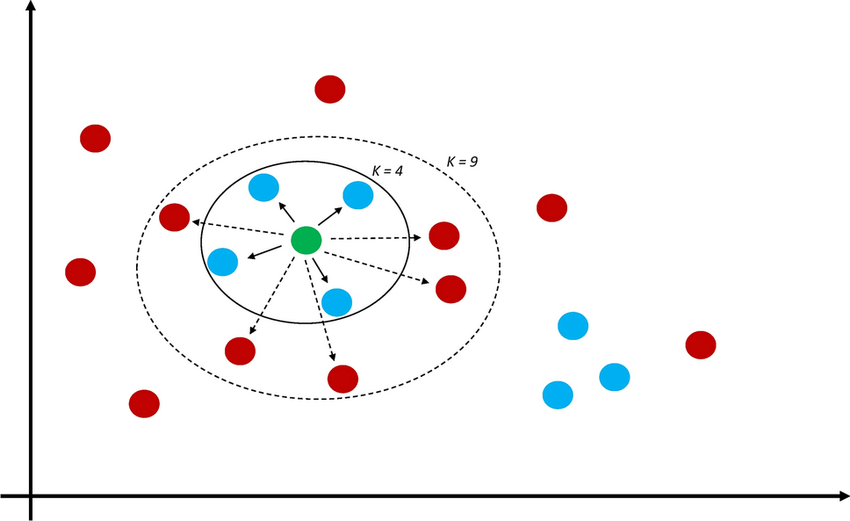 K = 9
K = 4